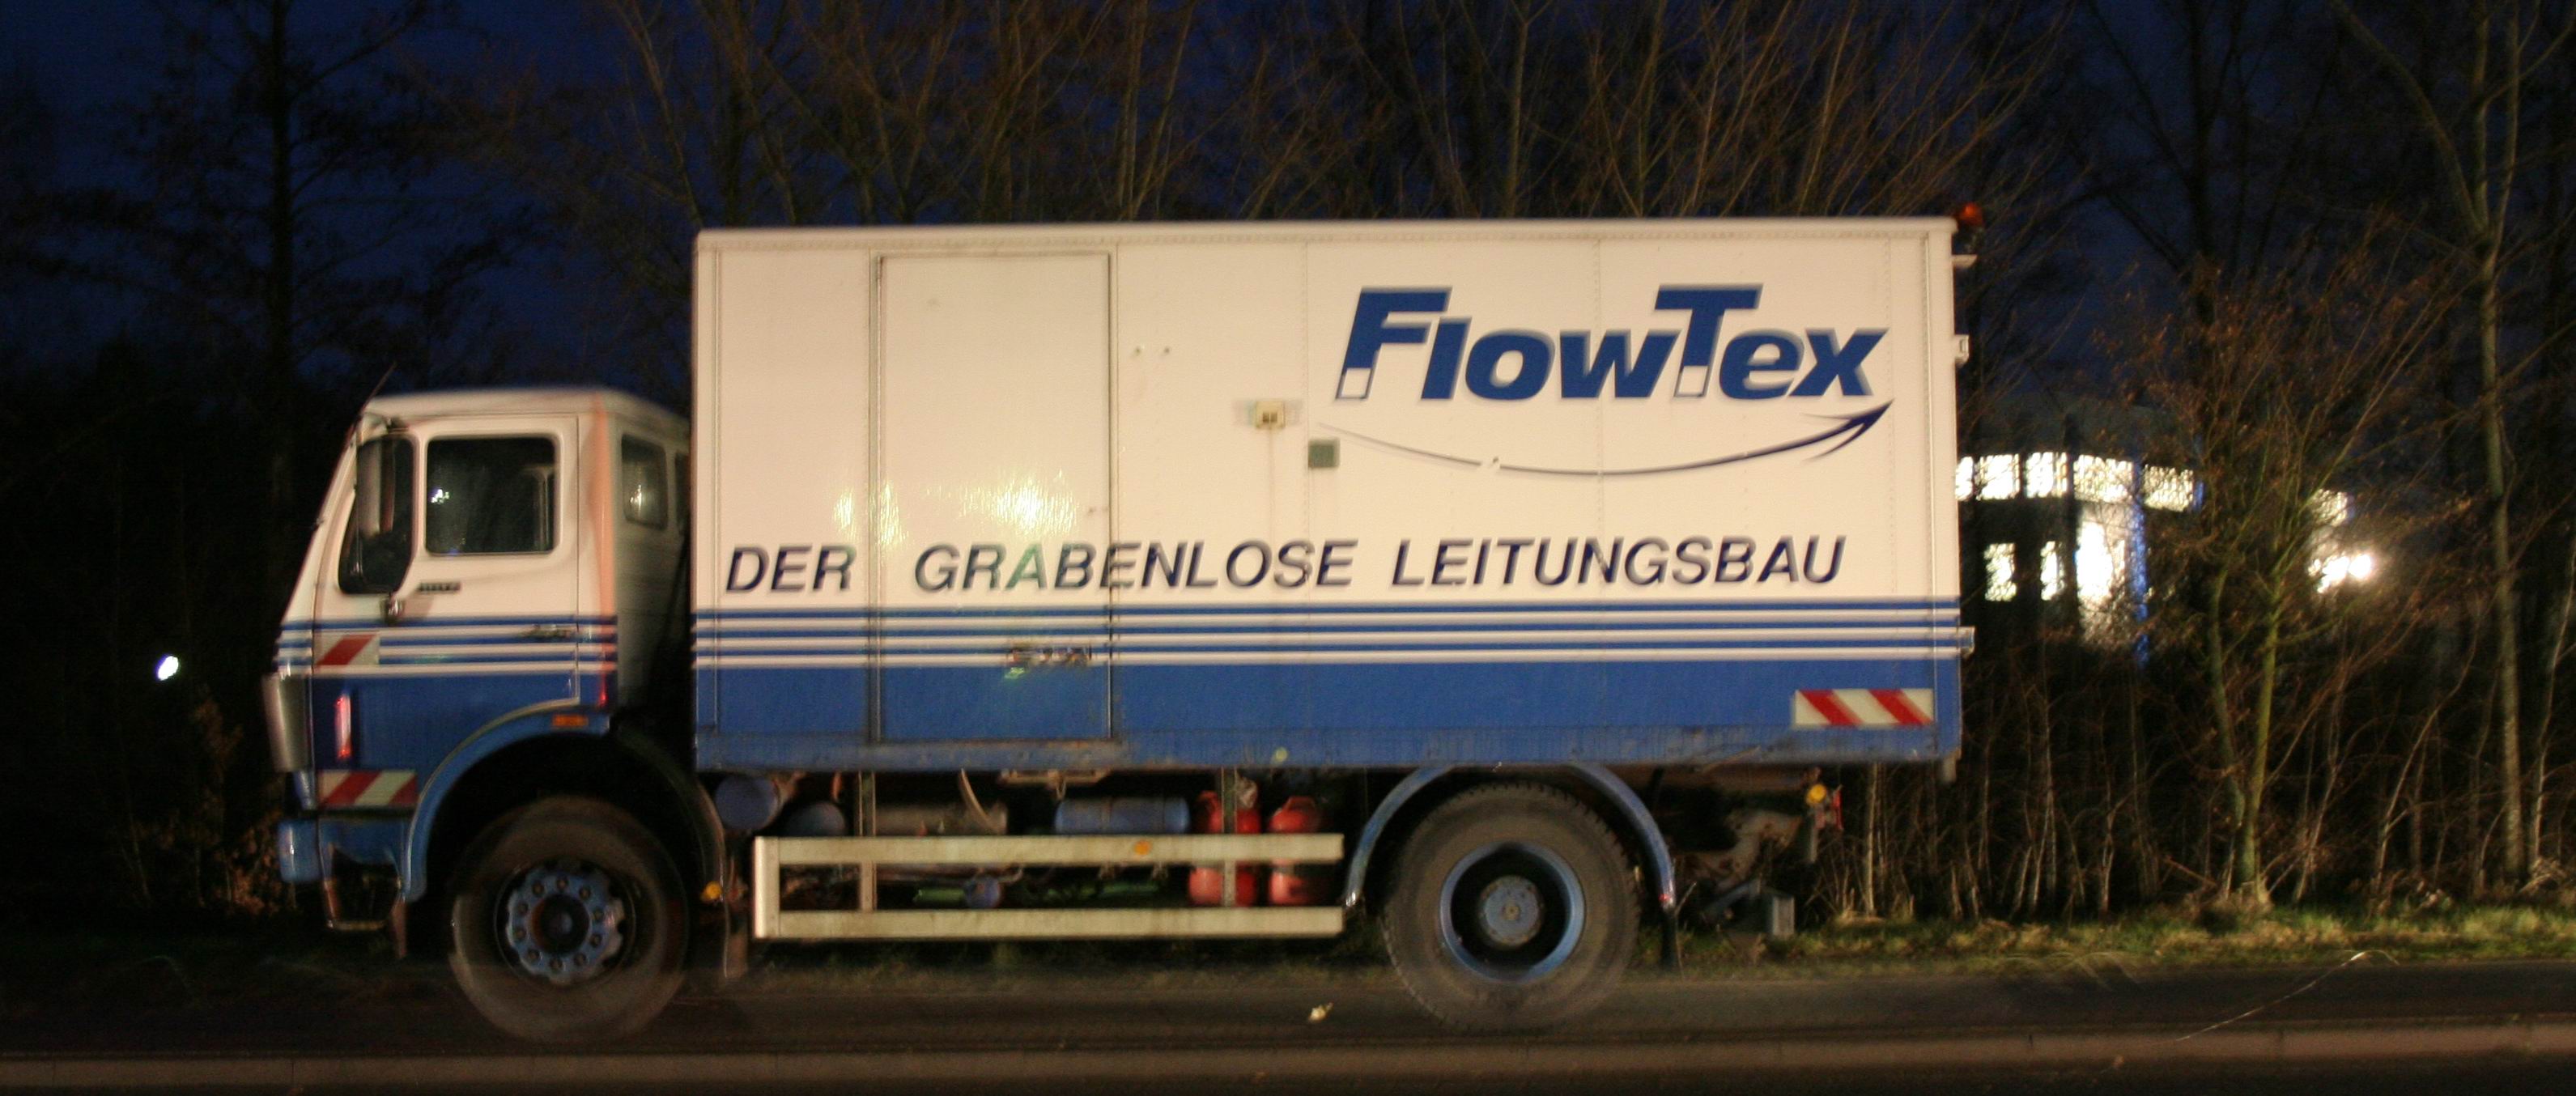 FlowTex
DER GRABENLOSE LEITUNGSBAU